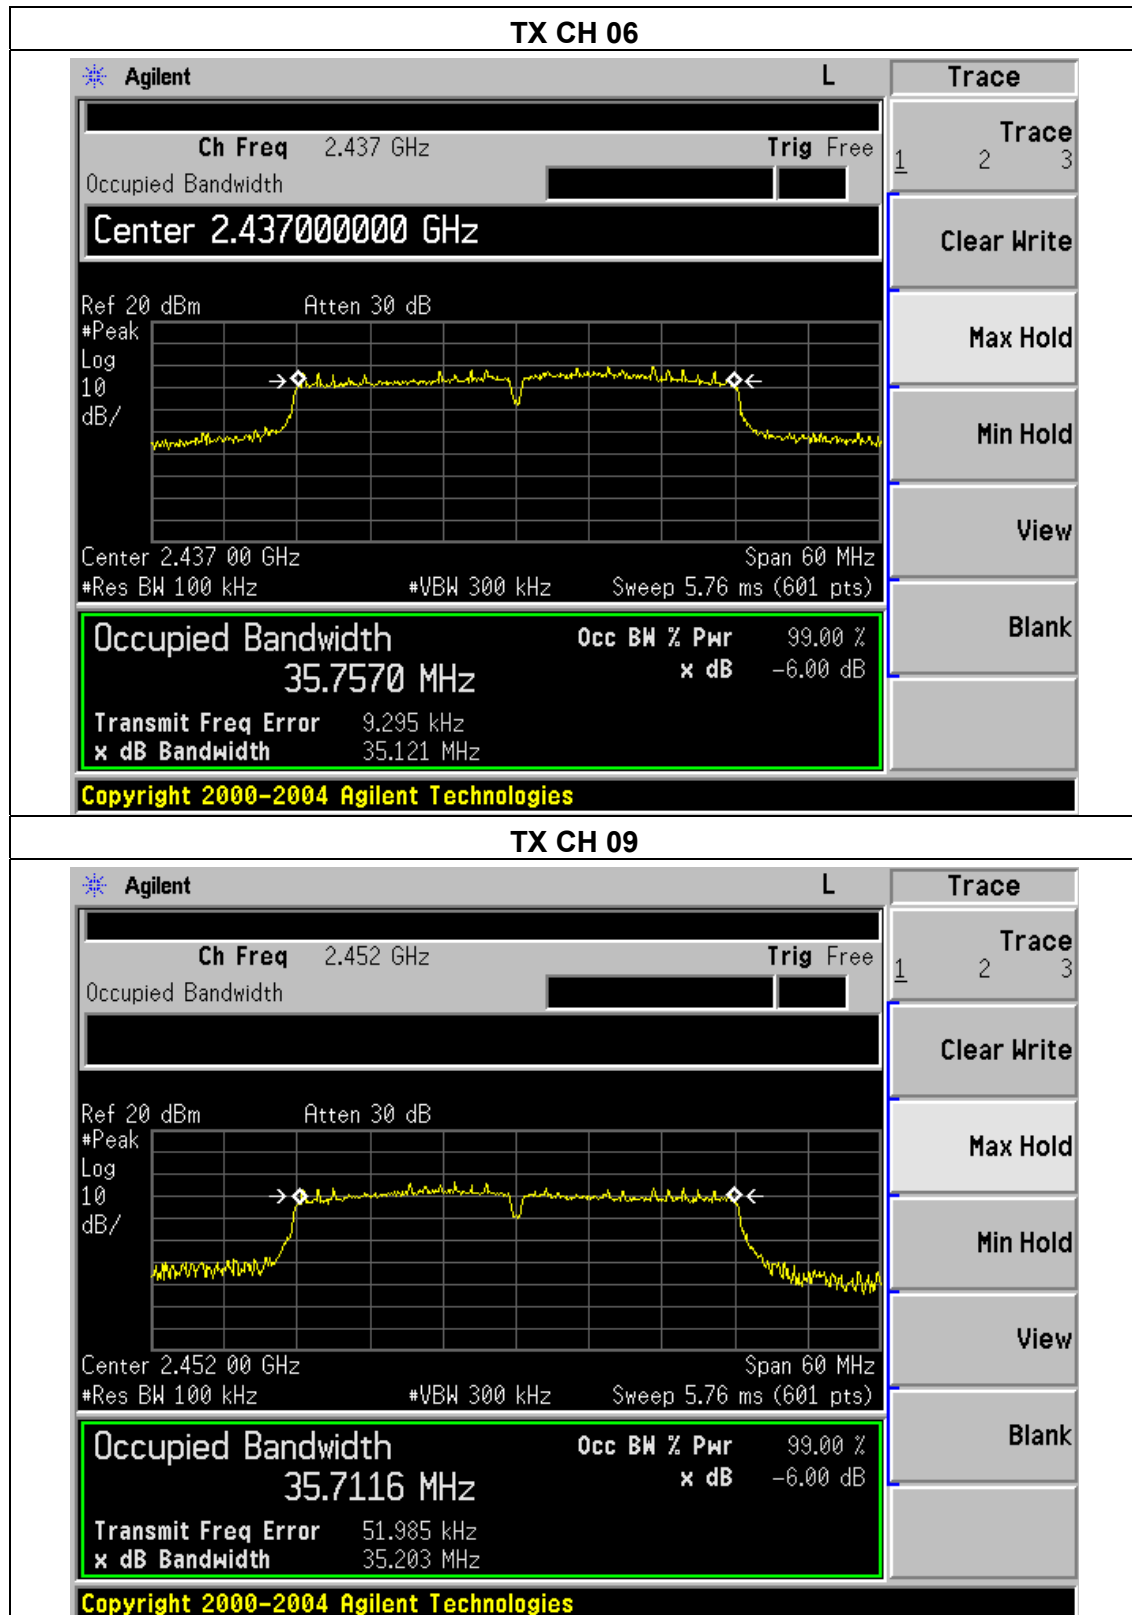 TX CH 06
Agilent L Trace
Ch Freq 2.437 GHz Trig Free
Trace
1 2 3
Occupied Bandwidth
Center 2.437000000 GHz
Clear Write
Ref 20 dBm Atten 30 dB
#Peak
Log
10
dB/
Max Hold
Min Hold
View
Center 2.437 00 GHz Span 60 MHz
#Res BW 100 kHz #VBW 300 kHz Sweep 5.76 ms (601 pts)
Blank
Occupied Bandwidth Occ BW % Pwr 99.00 %
35.7570 MHz x dB -6.00 dB
Transmit Freq Error 9.295 kHz
x dB Bandwidth 35.121 MHz
Copyright 2000-2004 Agilent Technologies
TX CH 09
Agilent L Trace
Ch Freq 2.452 GHz Trig Free
Trace
1 2 3
Occupied Bandwidth
Clear Write
Ref 20 dBm Atten 30 dB
#Peak
Log
10
dB/
Max Hold
Min Hold
View
Center 2.452 00 GHz Span 60 MHz
#Res BW 100 kHz #VBW 300 kHz Sweep 5.76 ms (601 pts)
Blank
Occupied Bandwidth Occ BW % Pwr 99.00 %
35.7116 MHz x dB -6.00 dB
Transmit Freq Error 51.985 kHz
x dB Bandwidth 35.203 MHz
Copyright 2000-2004 Agilent Technologies